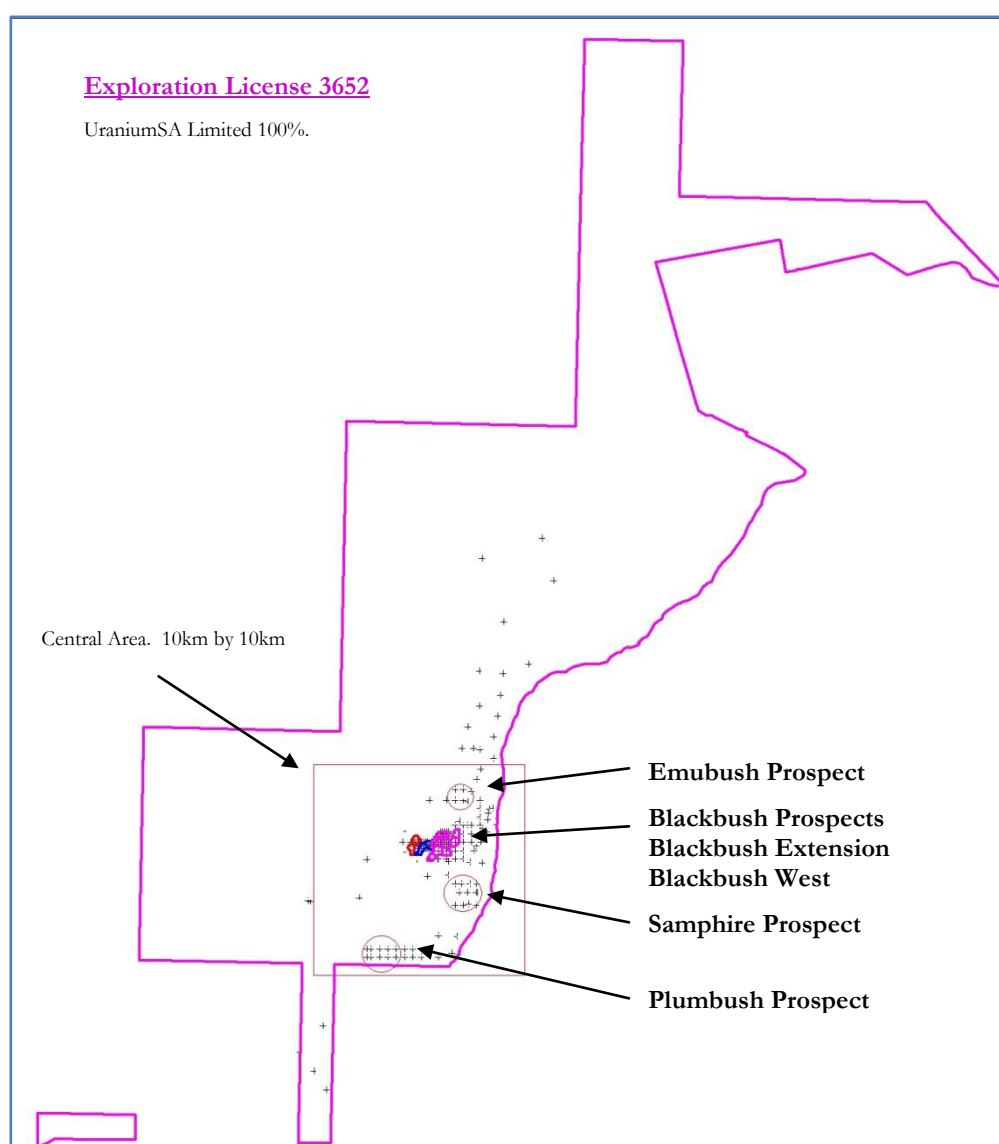 Exploration License 3652
UraniumSA Limited 100%.
Central Area. 10km by 10km
Emubush Prospect
Blackbush Prospects
Blackbush Extension
Blackbush West
Samphire Prospect
Plumbush Prospect